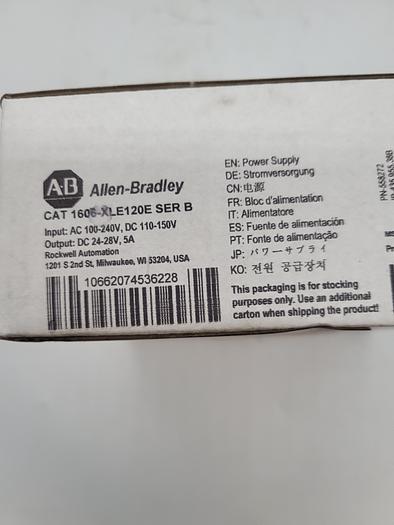 AB Allen-Bradley
CAT 1606-XLE120E SER B
Input: AC 100-240V, DC 110-150V
Output: DC 24-28V, 5A
Rockwell Automation
1201 S 2nd St, Milwaukee, WI 53204, USA
10662074536228
EN: Power Supply
DE: Stromversorgung
CN: 电源
FR: Bloc d'alimentation
IT: Alimentatore
ES: Fuente de alimentación
PT: Fonte de alimentação
JP: パワーサプライ
KO: 전원 공급장치
This packaging is for stocking
purposes only. Use an additional
carton when shipping the product!
PN-558272